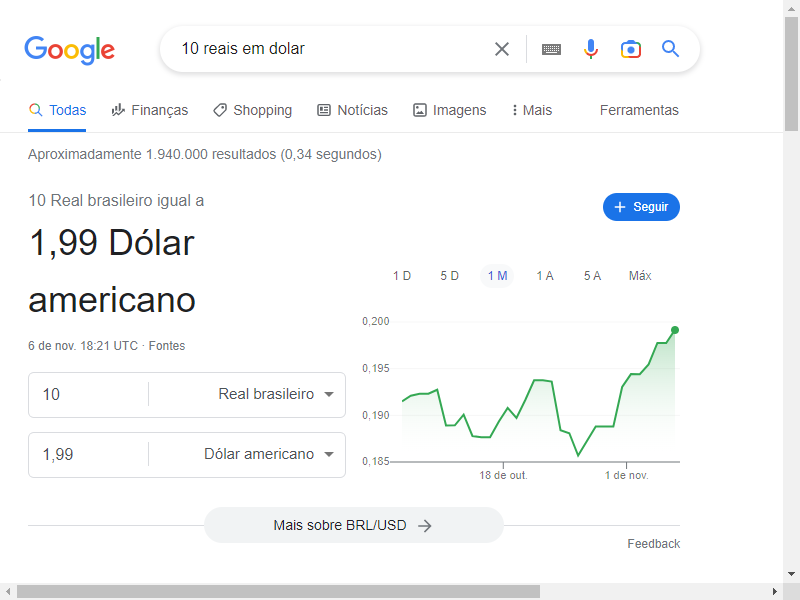 Google
10 reais em dolar
Todas Finanças Shopping Notícias Imagens Mais Ferramentas
Aproximadamente 1.940.000 resultados (0,34 segundos)
10 Real brasileiro igual a
1,99 Dólar
americano
6 de nov. 18:21 UTC · Fontes
10 Real brasileiro
1,99 Dólar americano
Seguir
1 D 5 D 1 M 1 A 5 A Máx
0,200
0,195
0,190
0,185
18 de out. 1 de nov.
Mais sobre BRL/USD
Feedback